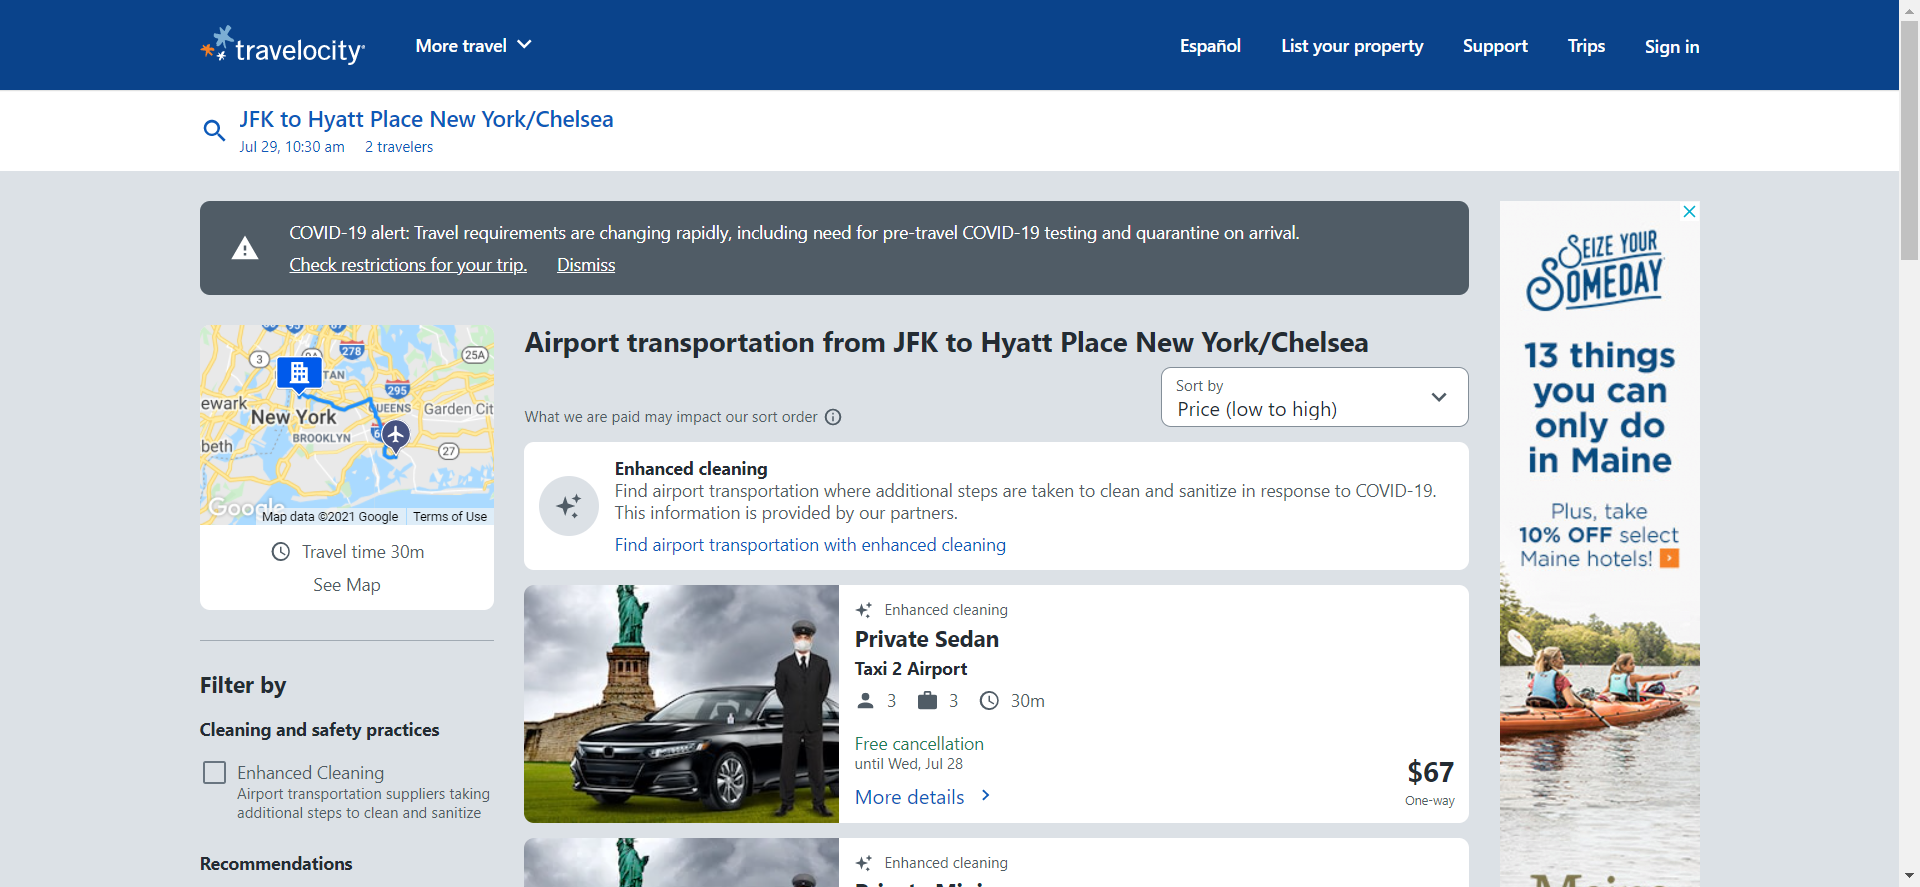 travelocity
More travel
Español
List your property
Support
Trips
Sign in
JFK to Hyatt Place New York/Chelsea
Jul 29, 10:30 am 2 travelers
COVID-19 alert: Travel requirements are changing rapidly, including need for pre-travel COVID-19 testing and quarantine on arrival.
Check restrictions for your trip. Dismiss
3
278
25A
TAN
295
ewark
QUEENS
Garden Cit
New York
BROOKLYN
beth
27
Google
Map data ©2021 Google Terms of Use
Travel time 30m
See Map
Filter by
Cleaning and safety practices
Enhanced Cleaning
Airport transportation suppliers taking
additional steps to clean and sanitize
Recommendations
Airport transportation from JFK to Hyatt Place New York/Chelsea
What we are paid may impact our sort order
Sort by
Price (low to high)
Enhanced cleaning
Find airport transportation where additional steps are taken to clean and sanitize in response to COVID-19.
This information is provided by our partners.
Find airport transportation with enhanced cleaning
Enhanced cleaning
Private Sedan
Taxi 2 Airport
3 3 30m
Free cancellation
until Wed, Jul 28
More details
$67
One-way
Enhanced cleaning
SEIZE YOUR
SOMEDAY
13 things
you can
only do
in Maine
Plus, take
10% OFF select
Maine hotels!